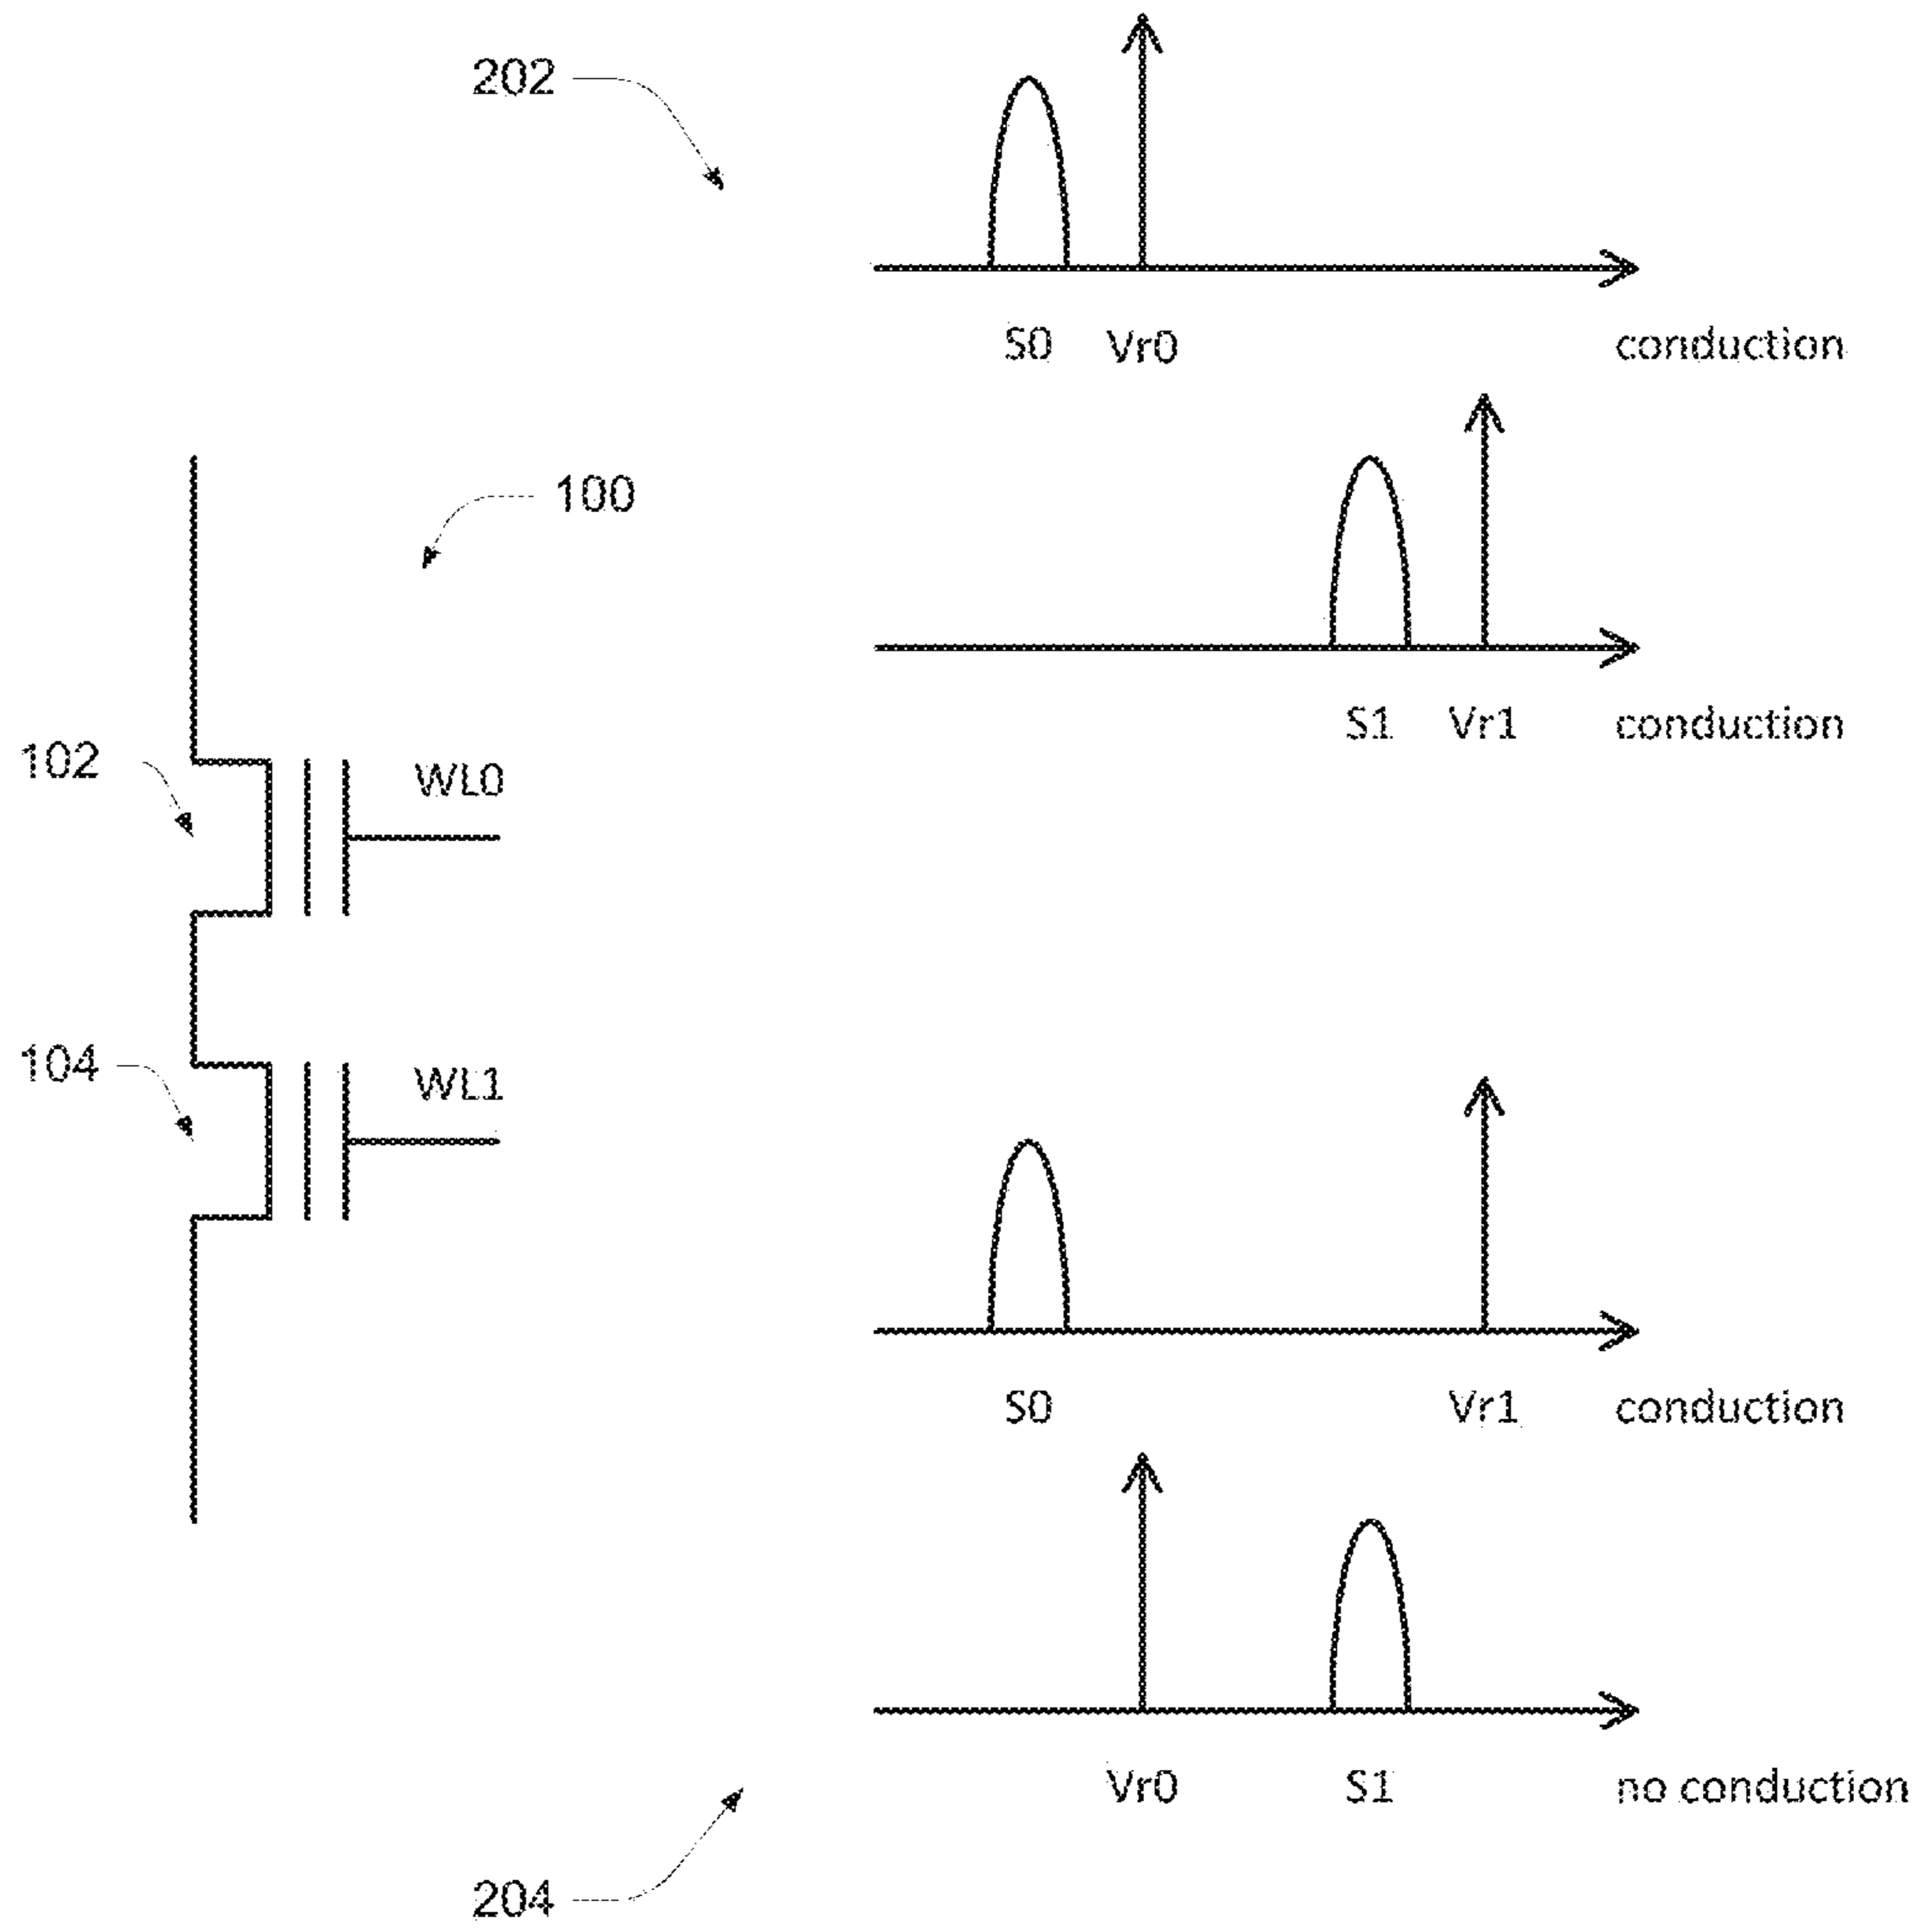 202
S0 Vr0 conduction
100
S1 Vr1 conduction
102
WL0
104
WL1
S0 Vr1 conduction
Vr0 S1 no conduction
204